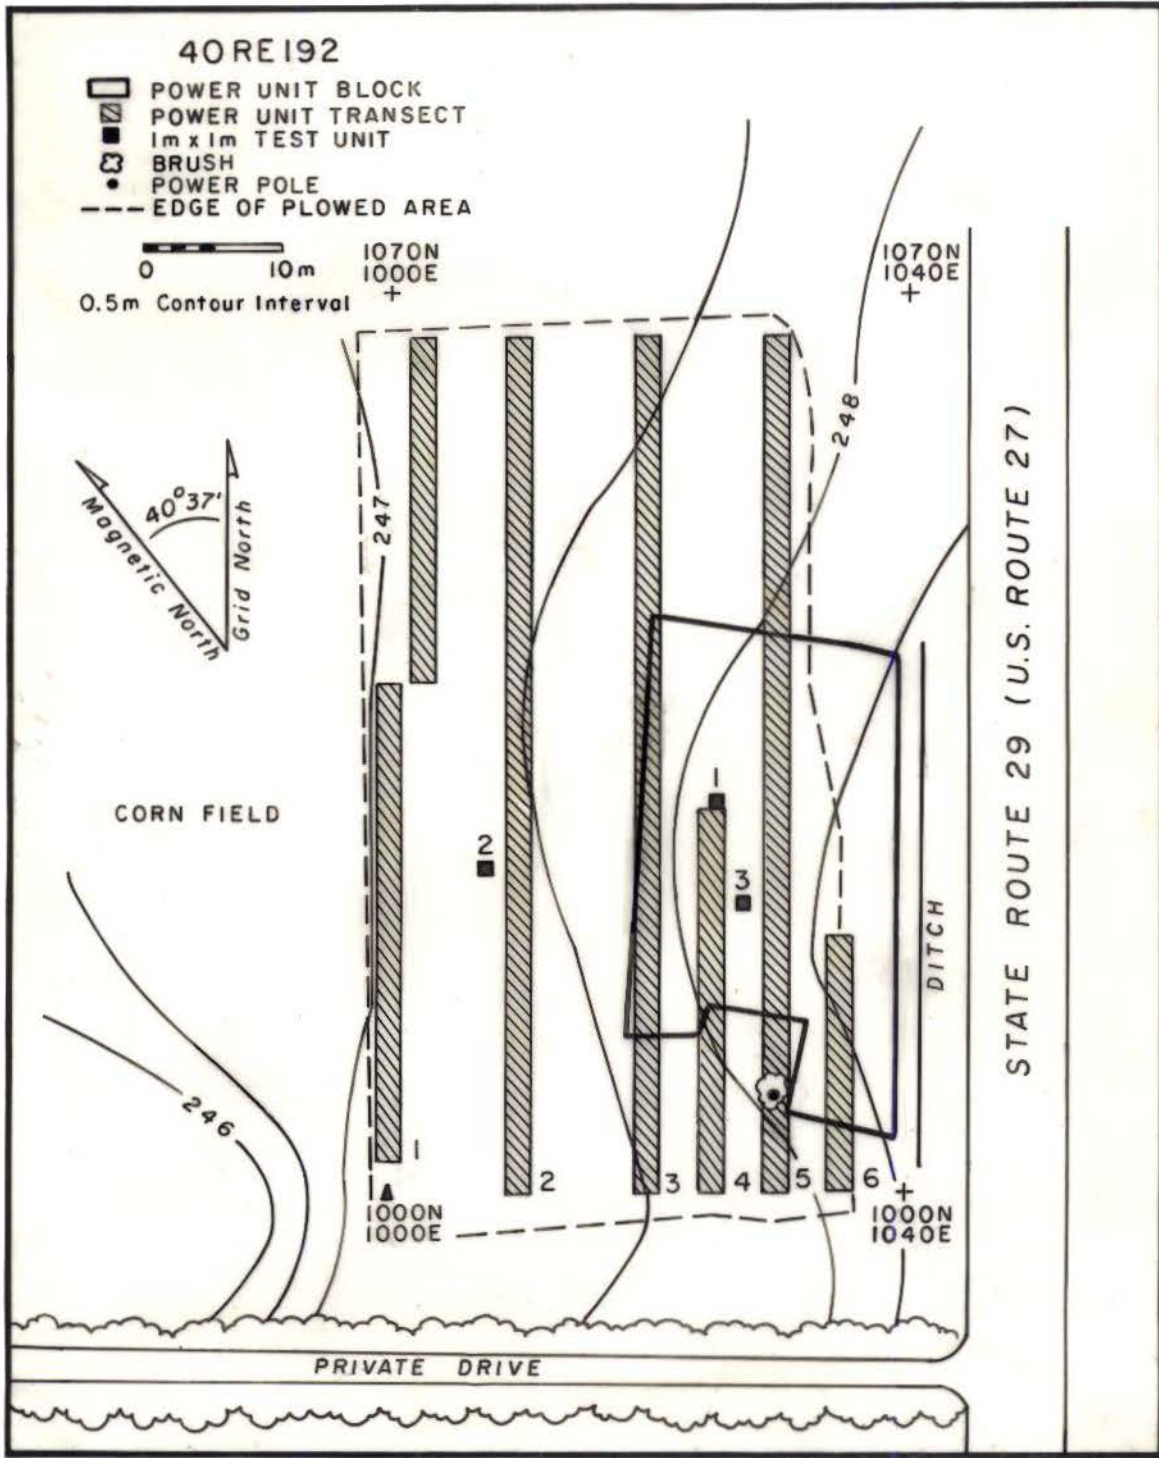 40RE192
POWER UNIT BLOCK
POWER UNIT TRANSECT
1m x 1m TEST UNIT
BRUSH
POWER POLE
EDGE OF PLOWED AREA
0 10m
0.5m Contour Interval
1070N
1000E
1070N
1040E
248
247
40°37'
Magnetic North
Grid North
STATE ROUTE 29 (U.S. ROUTE 27)
CORN FIELD
1
2
3
DITCH
246
1
2
3
4
5
6
1000N
1000E
1000N
1040E
PRIVATE DRIVE